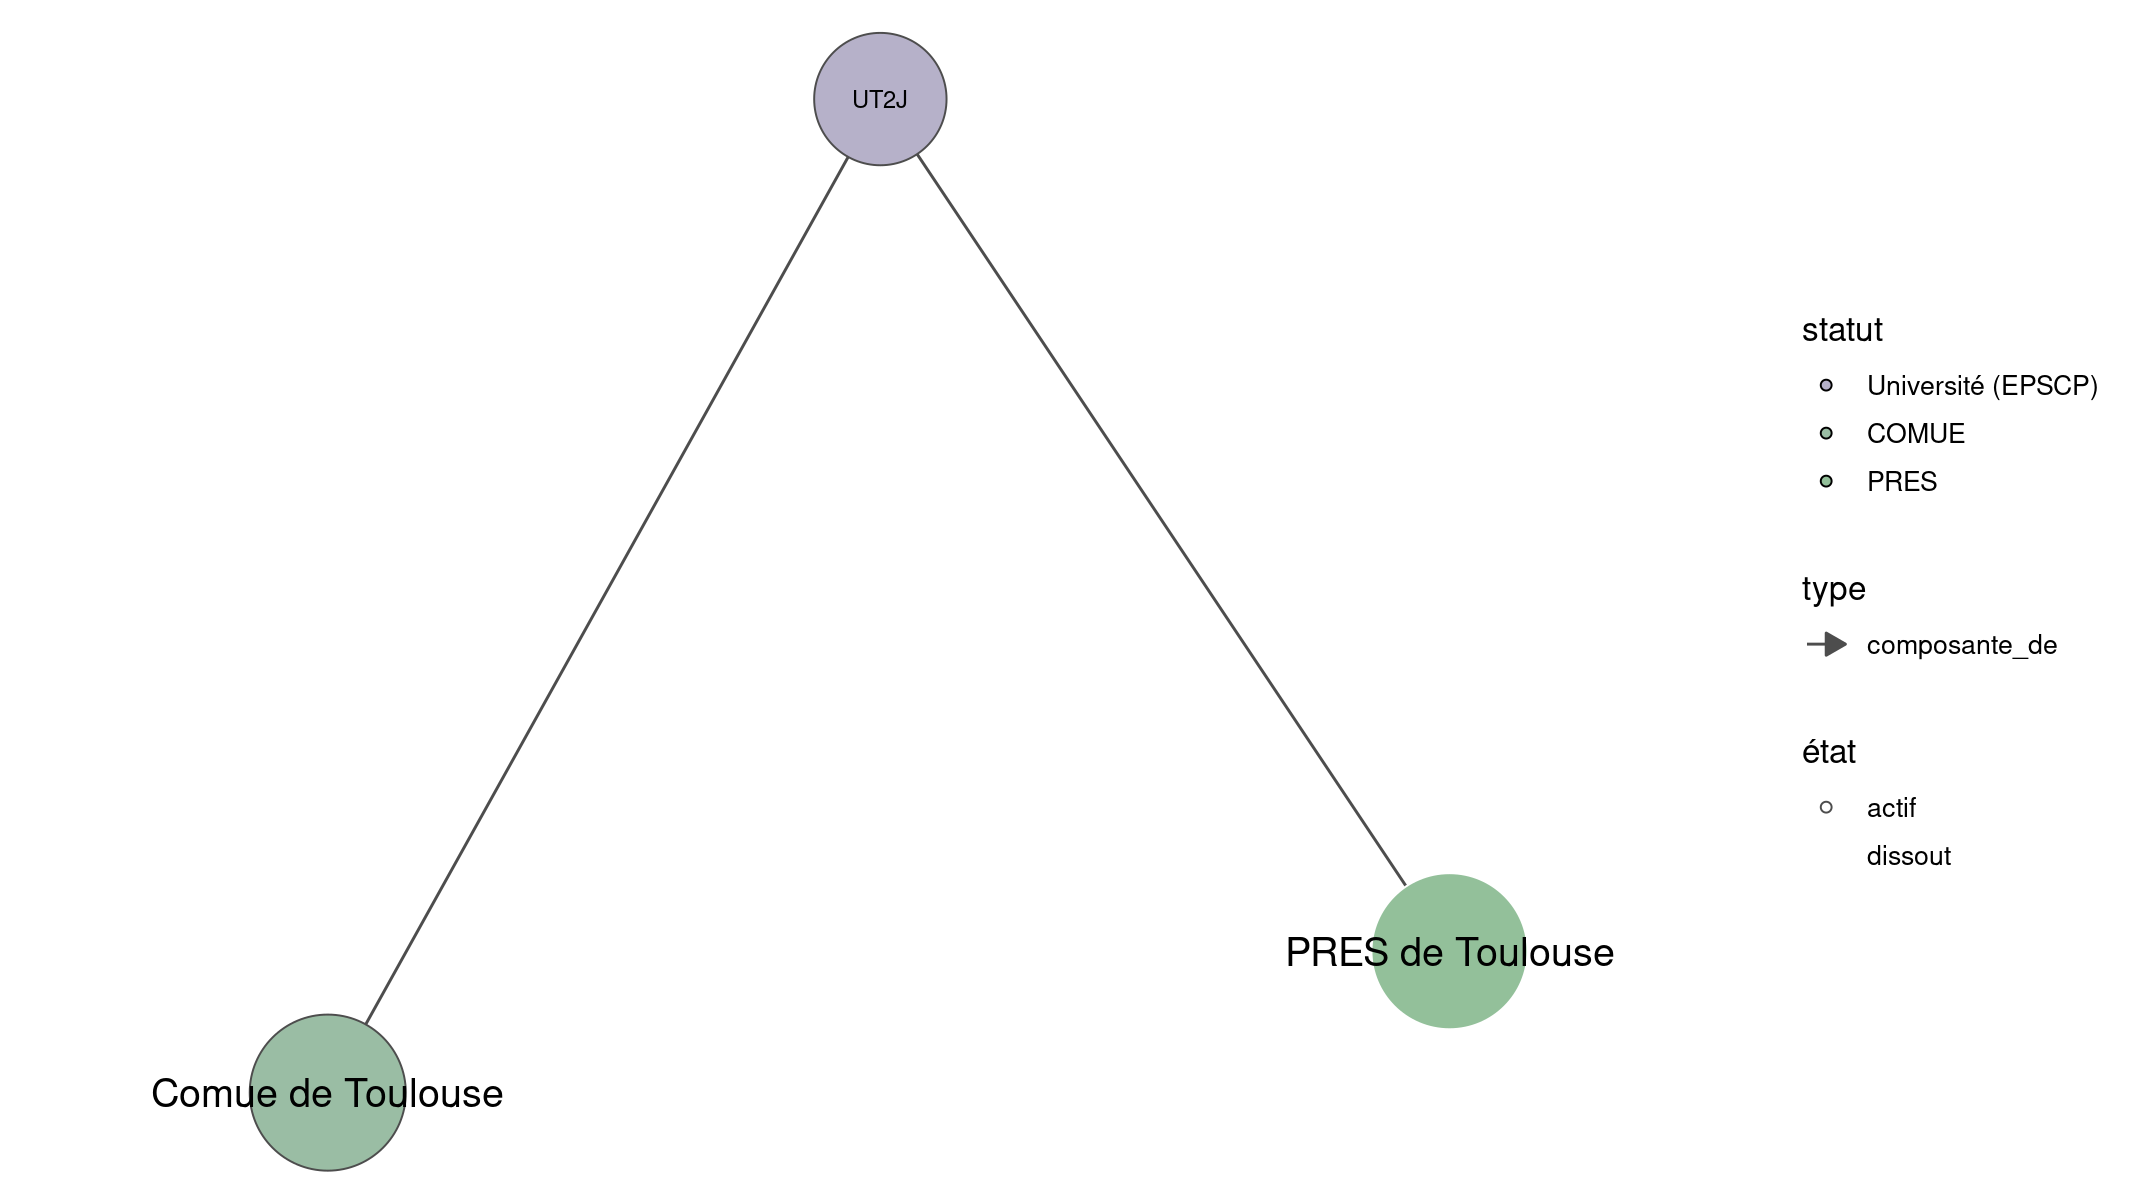 UT2J
PRES de Toulouse
Comue de Toulouse
statut
Université (EPSCP)
COMUE
PRES
type
composante_de
état
actif
dissout